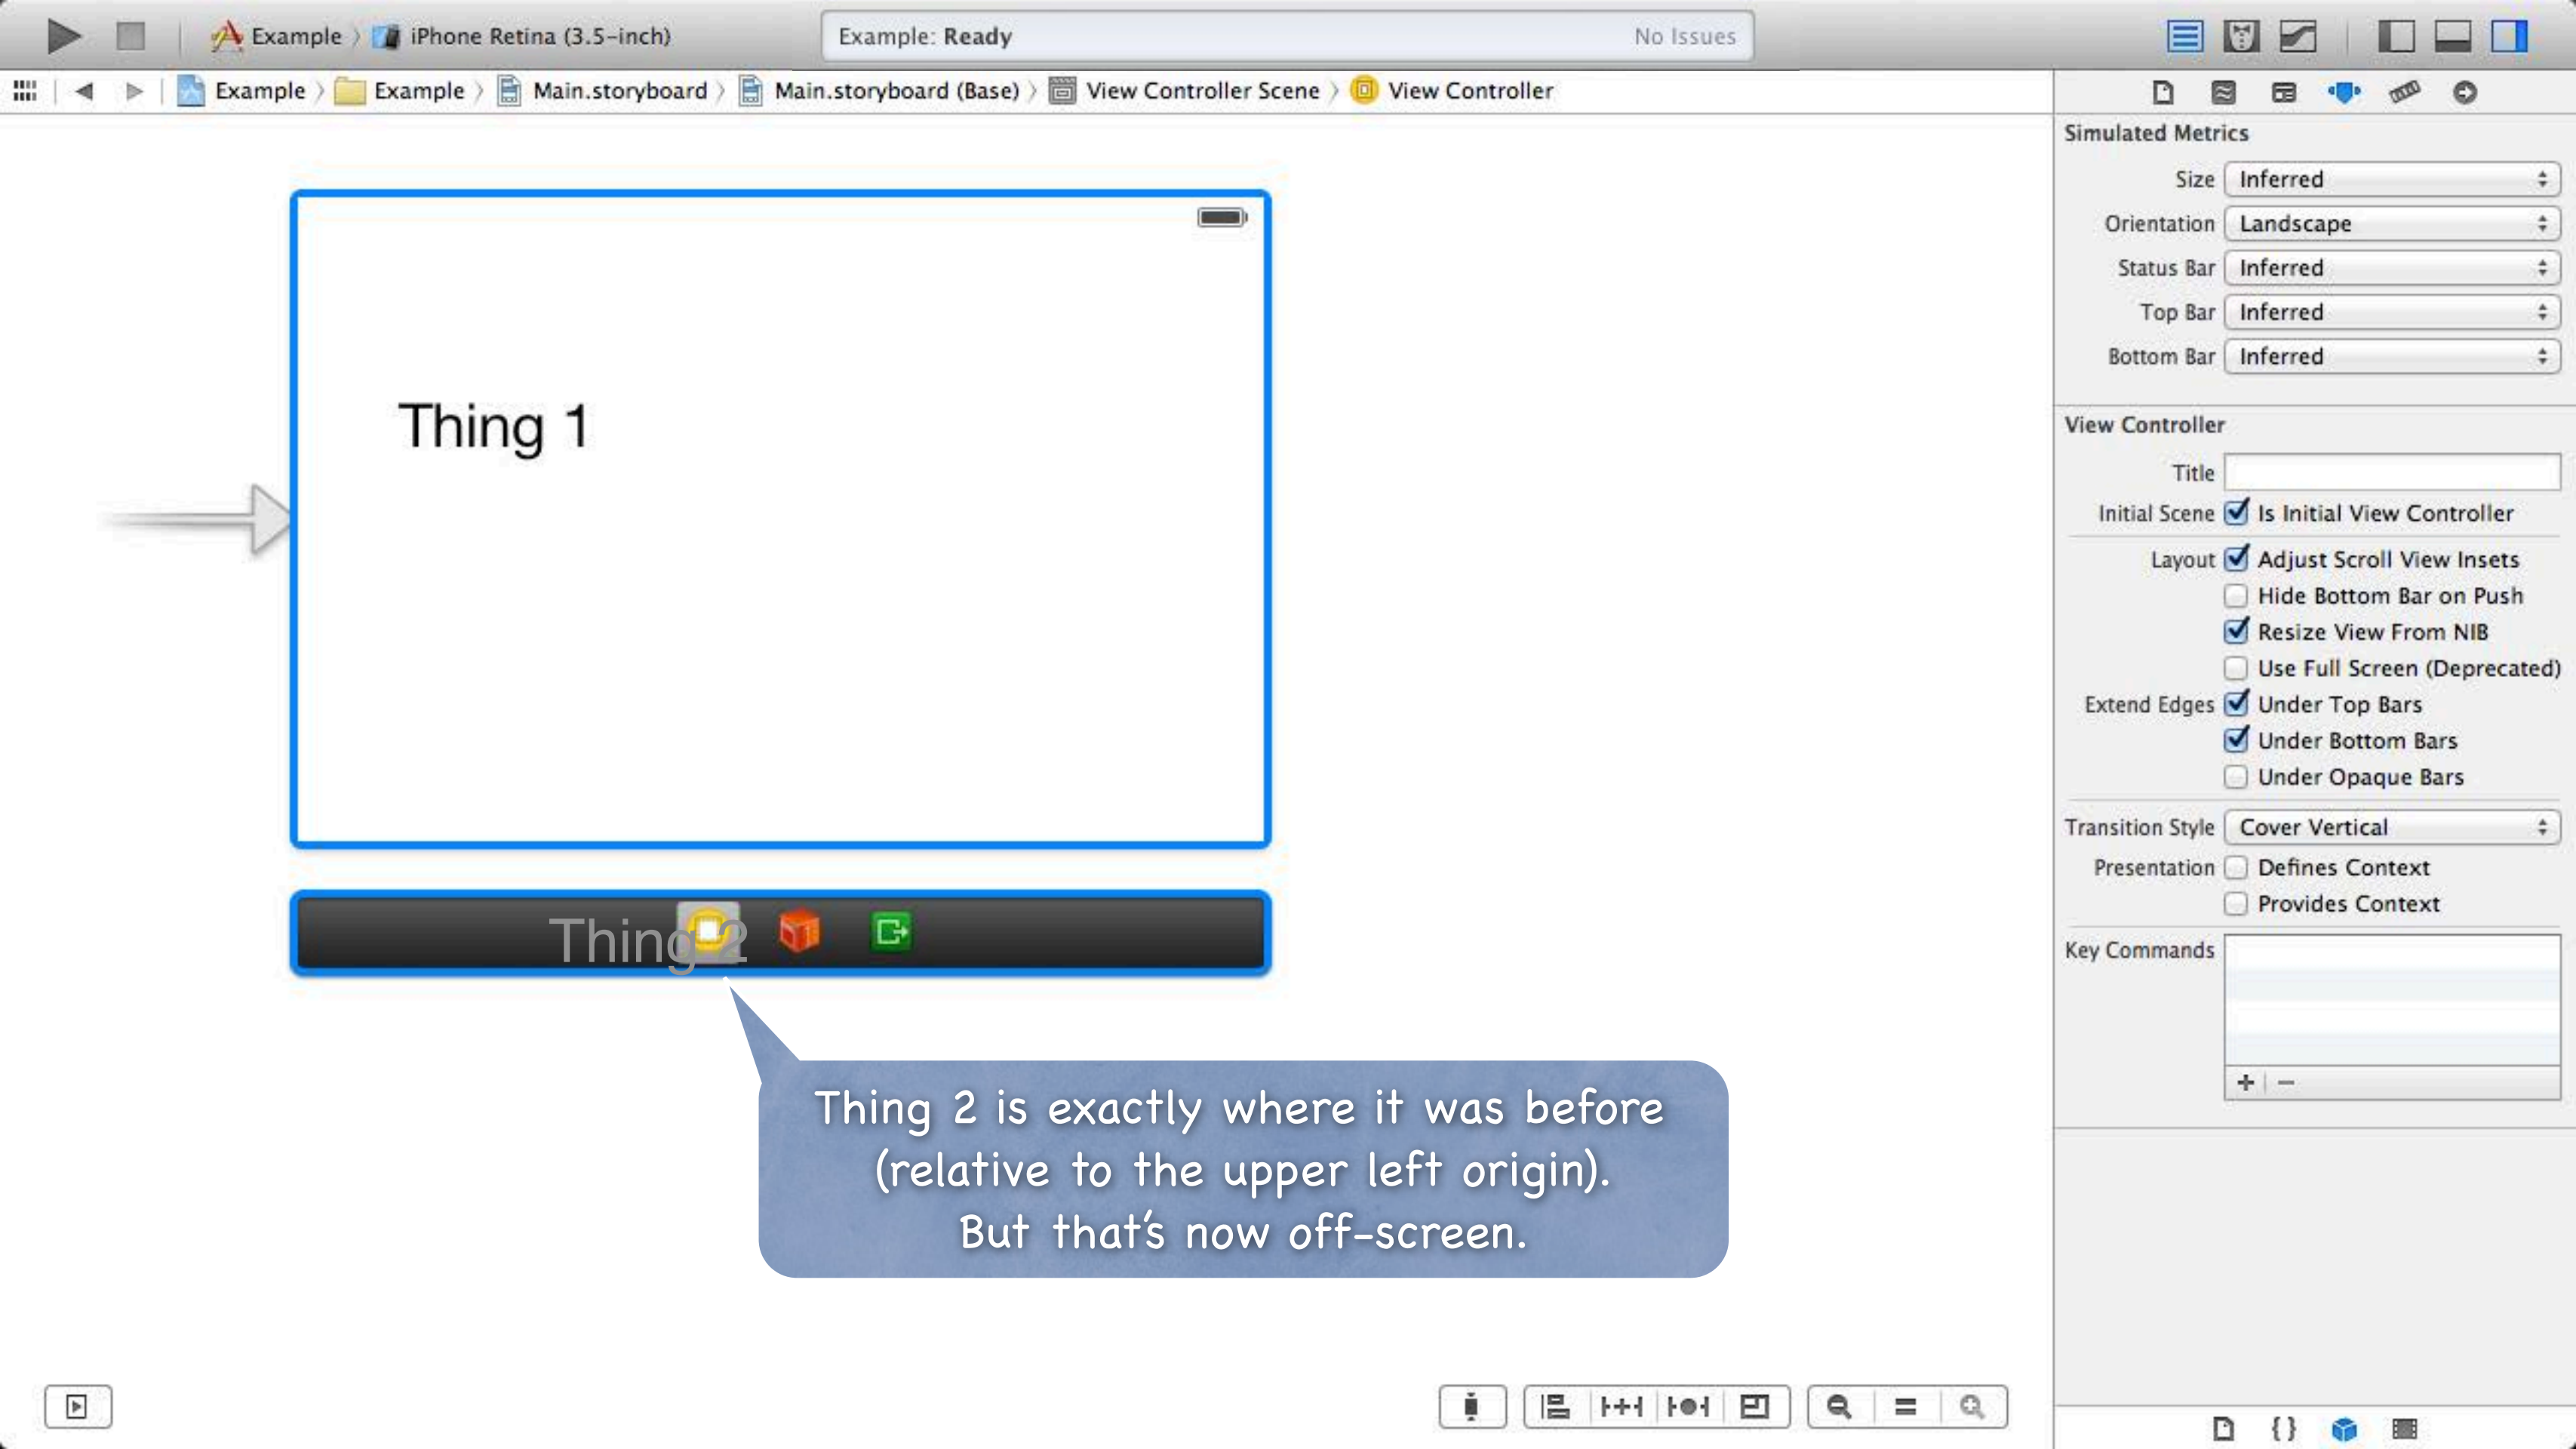 Example iPhone Retina (3.5-inch)
Example: Ready No Issues
Example Example Main.storyboard Main.storyboard (Base) View Controller Scene View Controller
Thing 1
Thing 2
Thing 2 is exactly where it was before
(relative to the upper left origin).
But that's now off-screen.
Simulated Metrics
Size Inferred
Orientation Landscape
Status Bar Inferred
Top Bar Inferred
Bottom Bar Inferred
View Controller
Title
Initial Scene Is Initial View Controller
Layout Adjust Scroll View Insets
Hide Bottom Bar on Push
Resize View From NIB
Use Full Screen (Deprecated)
Extend Edges Under Top Bars
Under Bottom Bars
Under Opaque Bars
Transition Style Cover Vertical
Presentation Defines Context
Provides Context
Key Commands